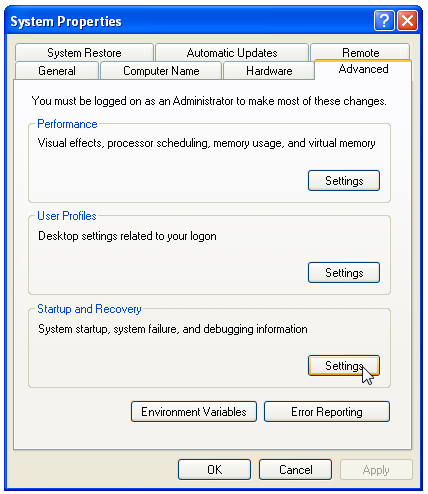 System Properties
System Restore
Automatic Updates
Remote
General
Computer Name
Hardware
Advanced
You must be logged on as an Administrator to make most of these changes.
Performance
Visual effects, processor scheduling, memory usage, and virtual memory
Settings
User Profiles
Desktop settings related to your logon
Settings
Startup and Recovery
System startup, system failure, and debugging information
Settings
Environment Variables
Error Reporting
OK
Cancel
Apply